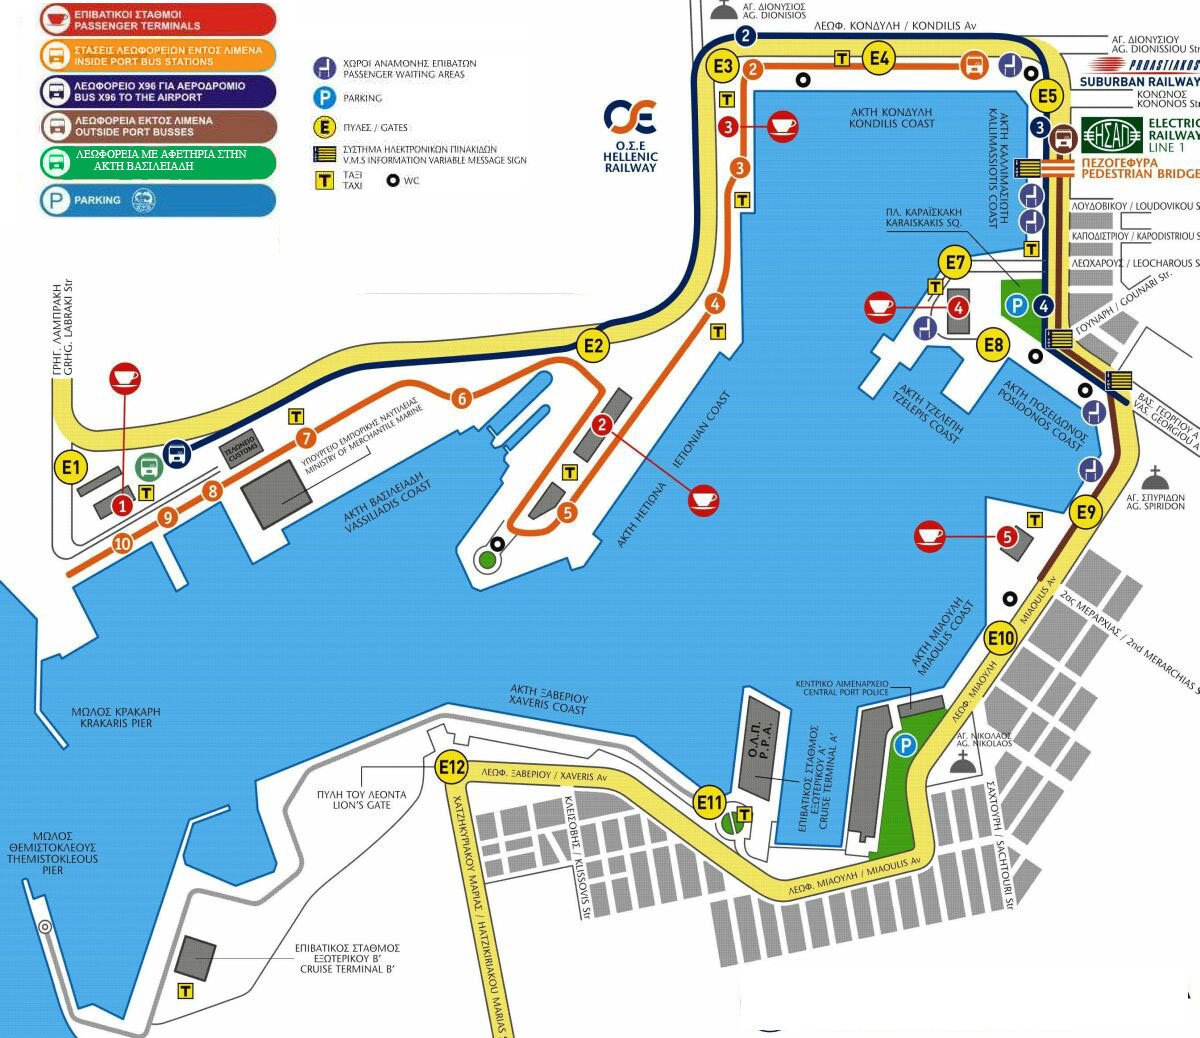 ΕΠΙΒΑΤΙΚΟΙ ΣΤΑΘΜΟΙ
PASSENGER TERMINALS
ΣΤΑΣΕΙΣ ΛΕΩΦΟΡΕΙΩΝ ΕΝΤΟΣ ΛΙΜΕΝΑ
INSIDE PORT BUS STATIONS
ΛΕΩΦΟΡΕΙΟ Χ96 ΓΙΑ ΑΕΡΟΔΡΟΜΙΟ
BUS X96 TO THE AIRPORT
ΛΕΩΦΟΡΕΙΑ ΕΚΤΟΣ ΛΙΜΕΝΑ
OUTSIDE PORT BUSSES
ΛΕΩΦΟΡΕΙΑ ΜΕ ΑΦΕΤΗΡΙΑ ΣΤΗΝ
ΑΚΤΗ ΒΑΣΙΛΕΙΑΔΗ
P PARKING
ΧΩΡΟΙ ΑΝΑΜΟΝΗΣ ΕΠΙΒΑΤΩΝ
PASSENGER WAITING AREAS
P PARKING
E ΠΥΛΕΣ / GATES
ΣΥΣΤΗΜΑ ΗΛΕΚΤΡΟΝΙΚΩΝ ΠΙΝΑΚΙΔΩΝ
V.M.S INFORMATION VARIABLE MESSAGE SIGN
T ΤΑΞΙ
TAXI
WC
Ο.Σ.Ε
HELLENIC
RAILWAY
ΑΓ. ΔΙΟΝΥΣΙΟΣ
AG. DIONISIOS
ΛΕΩΦ. ΚΟΝΔΥΛΗ / KONDILIS Av
ΑΓ. ΔΙΟΝΥΣΙΟΥ
AG. DIONISSIOU Str
PROASTIAKOS
SUBURBAN RAILWAY
ΚΟΝΩΝΟΣ
KONONOS Str
ΗΣΑΠ
ELECTRIC
RAILWAY
LINE 1
ΠΕΖΟΓΕΦΥΡΑ
PEDESTRIAN BRIDGE
ΛΟΥΔΟΒΙΚΟΥ / LOUDOVIKOU S
ΚΑΠΟΔΙΣΤΡΙΟΥ / KAPODISTRIOU S
ΛΕΩΧΑΡΟΥΣ / LEOCHAROUS S
ΓΟΥΝΑΡΗ / GOUNARI Str.
ΒΑΣ. ΓΕΩΡΓΙΟΥ Α
VAS. GEORGIOU A
ΑΓ. ΣΠΥΡΙΔΩΝ
AG. SPIRIDON
2
E3
2
T
E4
E5
3
3
T
3
T
4
T
ΑΚΤΗ ΚΟΝΔΥΛΗ
KONDILIS COAST
ΑΚΤΗ ΚΑΛΛΙΜΑΣΙΩΤΗ
KALLIMASSIOTIS COAST
ΠΛ. ΚΑΡΑΪΣΚΑΚΗ
KARAISKAKIS SQ.
T
E7
T
4
P
4
E8
ΑΚΤΗ ΤΖΕΛΕΠΗ
TZELEPIS COAST
ΑΚΤΗ ΠΟΣΕΙΔΩΝΟΣ
POSIDONOS COAST
ΓΡΗΓ. ΛΑΜΠΡΑΚΗ
GRHG. LABRAKI Str
E1
1
T
T
E2
ΤΕΛΩΝΕΙΟ
CUSTOMS
ΥΠΟΥΡΓΕΙΟ ΕΜΠΟΡΙΚΗΣ ΝΑΥΤΙΛΕΙΑΣ
MINISTRY OF MERCHANTILE MARINE
6
7
8
9
10
2
T
5
ΑΚΤΗ ΒΑΣΙΛΕΙΑΔΗ
VASSILIADIS COAST
ΑΚΤΗ ΗΕΤΙΟΝΑ
ΙΕΠΙΟΝΙΑΝ COAST
T
5
E9
ΛΕΩΦ. ΜΙΑΟΥΛΗ
MIAOULIS Av
2ας ΜΕΡΑΡΧΙΑΣ / 2nd MERARCHIAS S
E10
ΑΚΤΗ ΜΙΑΟΥΛΗ
MIAOULIS COAST
ΚΕΝΤΡΙΚΟ ΛΙΜΕΝΑΡΧΕΙΟ
CENTRAL PORT POLICE
ΑΓ. ΝΙΚΟΛΑΟΣ
AG. NIKOLAOS
P
ΣΑΧΤΟΥΡΗ / SACHTOURI Str
ΑΚΤΗ ΞΑΒΕΡΙΟΥ
XAVERIS COAST
Ο.Λ.Π.
P.P.A.
ΕΠΙΒΑΤΙΚΟΣ ΣΤΑΘΜΟΣ
ΕΞΩΤΕΡΙΚΟΥ Α'
CRUISE TERMINAL A'
E11
T
ΛΕΩΦ. ΜΙΑΟΥΛΗ / MIAOULIS Av
E12
ΛΕΩΦ. ΞΑΒΕΡΙΟΥ / XAVERIS Av
ΠΥΛΗ ΤΟΥ ΛΕΟΝΤΑ
LION'S GATE
ΚΛΕΙΣΟΒΗΣ / KLISSOVIS Str
ΧΑΤΖΗΚΥΡΙΑΚΟΥ ΜΑΡΙΑΣ / HATZIKIRIAKOU MARIAS S
ΜΩΛΟΣ ΚΡΑΚΑΡΗ
KRAKARIS PIER
ΜΩΛΟΣ
ΘΕΜΙΣΤΟΚΛΕΟΥΣ
THEMISTOKLEOUS
PIER
ΕΠΙΒΑΤΙΚΟΣ ΣΤΑΘΜΟΣ
ΕΞΩΤΕΡΙΚΟΥ Β'
CRUISE TERMINAL B'
T